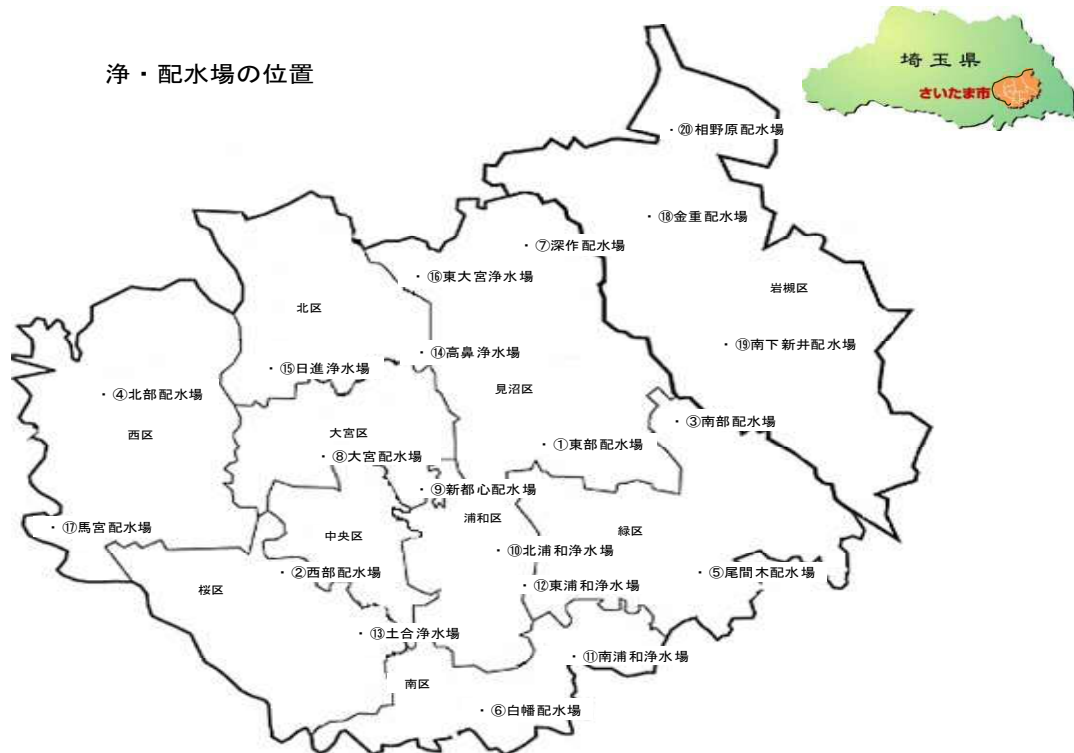 浄・配水場の位置
埼玉県
さいたま市
⑳相野原配水場
⑱金重配水場
⑦深作配水場
⑯東大宮浄水場
岩槻区
北区
⑲南下新井配水場
⑭高鼻浄水場
⑮日進浄水場
見沼区
④北部配水場
③南部配水場
西区
大宮区
①東部配水場
⑧大宮配水場
⑨新都心配水場
浦和区
⑰馬宮配水場
緑区
中央区
⑩北浦和浄水場
②西部配水場
⑤尾間木配水場
桜区
⑫東浦和浄水場
⑬土合浄水場
⑪南浦和浄水場
南区
⑥白幡配水場